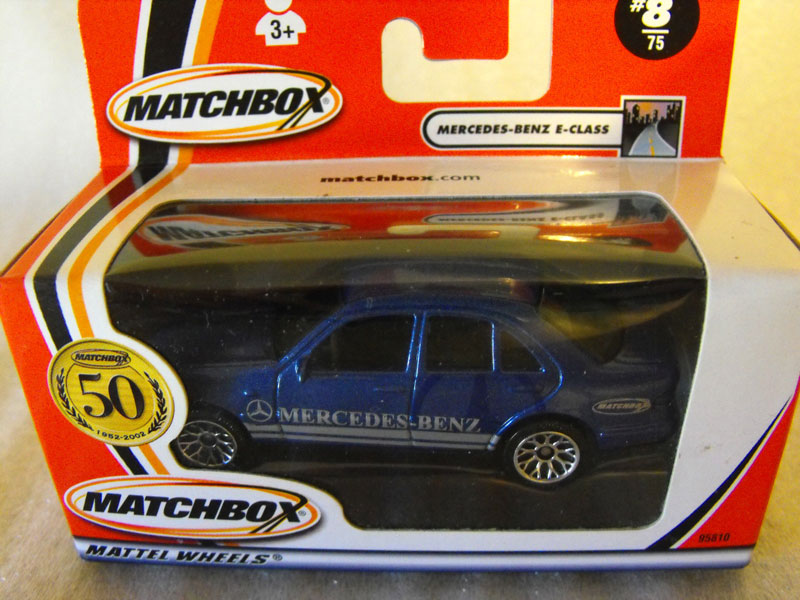 3+
#8
75
MATCHBOX®
MERCEDES-BENZ E-CLASS
matchbox.com
MATCHBOX
50
1952-2002
MERCEDES-BENZ
MATCHBOX
MATCHBOX®
MATTEL WHEELS®
95810